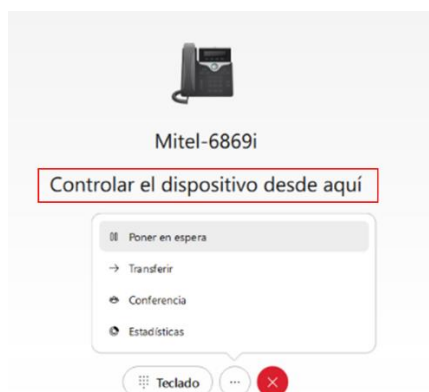 Mitel-6869i
Controlar el dispositivo desde aquí
Poner en espera
Transferir
Conferencia
Estadísticas
Teclado